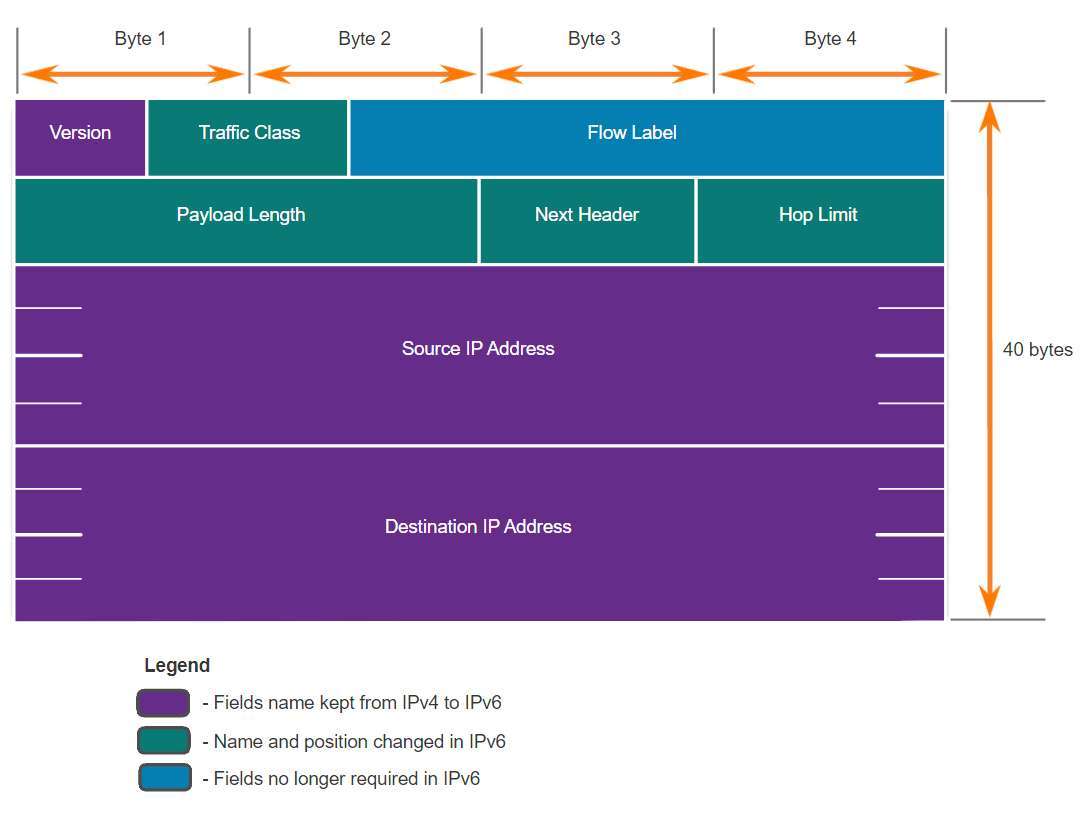 Byte 1 Byte 2 Byte 3 Byte 4
Version Traffic Class Flow Label
Payload Length Next Header Hop Limit
Source IP Address
40 bytes
Destination IP Address
Legend
- Fields name kept from IPv4 to IPv6
- Name and position changed in IPv6
- Fields no longer required in IPv6